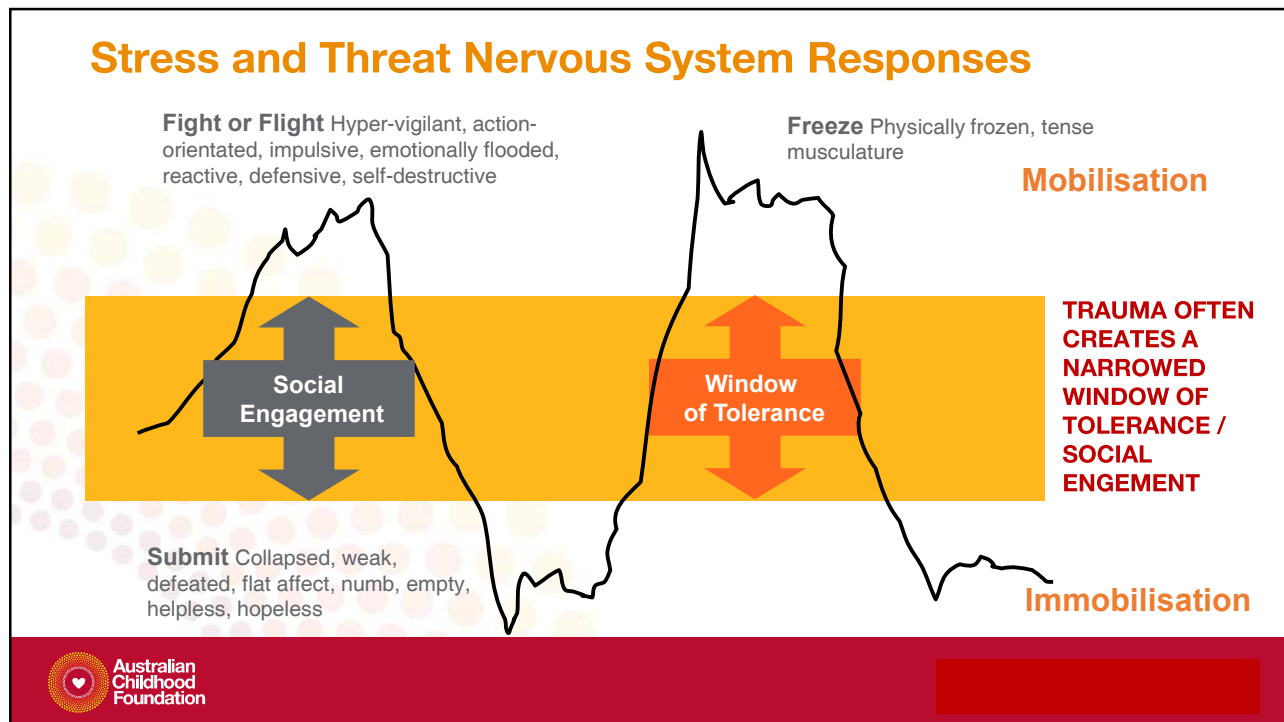 Stress and Threat Nervous System Responses
Fight or Flight Hyper-vigilant, action-
orientated, impulsive, emotionally flooded,
reactive, defensive, self-destructive
Freeze Physically frozen, tense
musculature
Mobilisation
Social
Engagement
Window
of Tolerance
TRAUMA OFTEN
CREATES A
NARROWED
WINDOW OF
TOLERANCE /
SOCIAL
ENGEMENT
Submit Collapsed, weak,
defeated, flat affect, numb, empty,
helpless, hopeless
Immobilisation
Australian
Childhood
Foundation